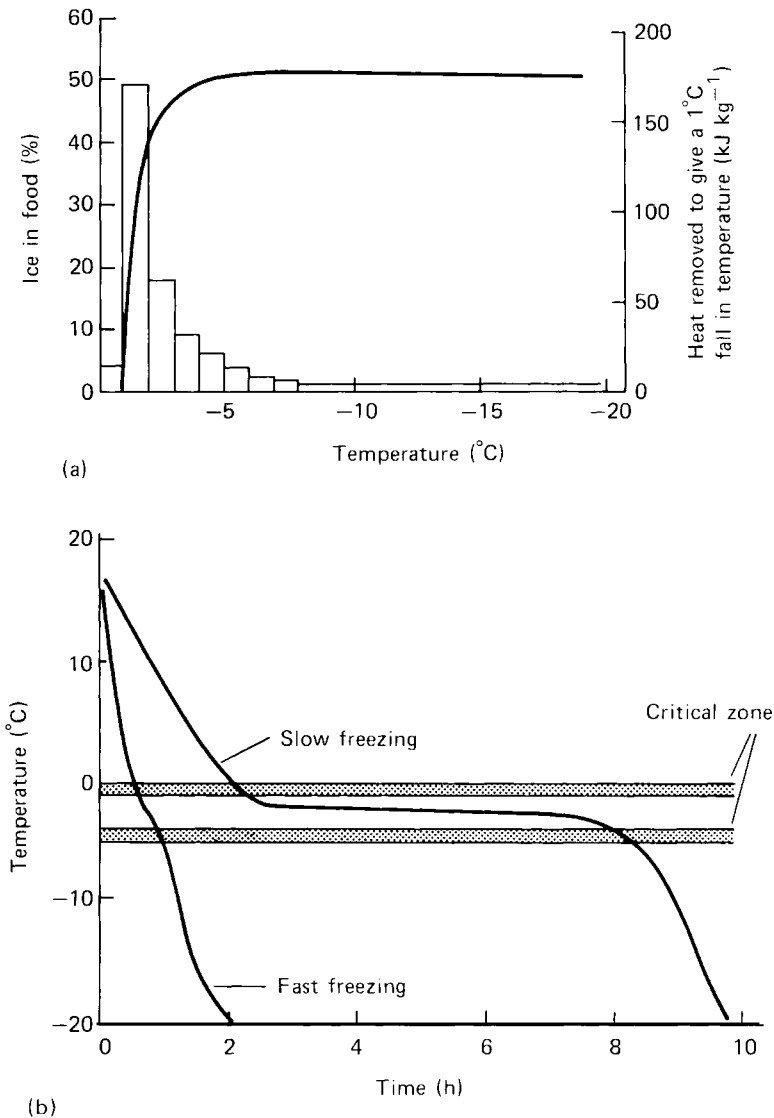 60
50
40
30
20
10
0
Ice in food (%)
200
150
100
50
0
Heat removed to give a 1°C
fall in temperature (kJ kg⁻¹)
−5
−10
−15
−20
Temperature (°C)
(a)
20
10
0
−10
−20
Temperature (°C)
Slow freezing
Critical zone
Fast freezing
0
2
4
6
8
10
Time (h)
(b)